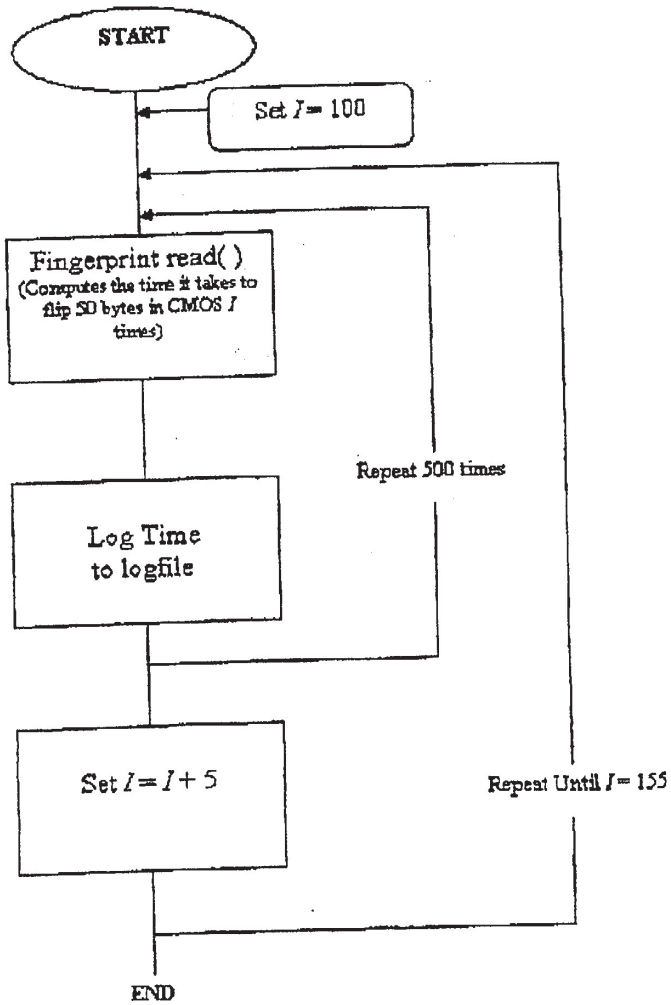 START
Set I = 100
Fingerprint read( )
(Computes the time it takes to
flip 50 bytes in CMOS I
times)
Repeat 500 times
Log Time
to logfile
Set I = I + 5
Repeat Until I = 155
END